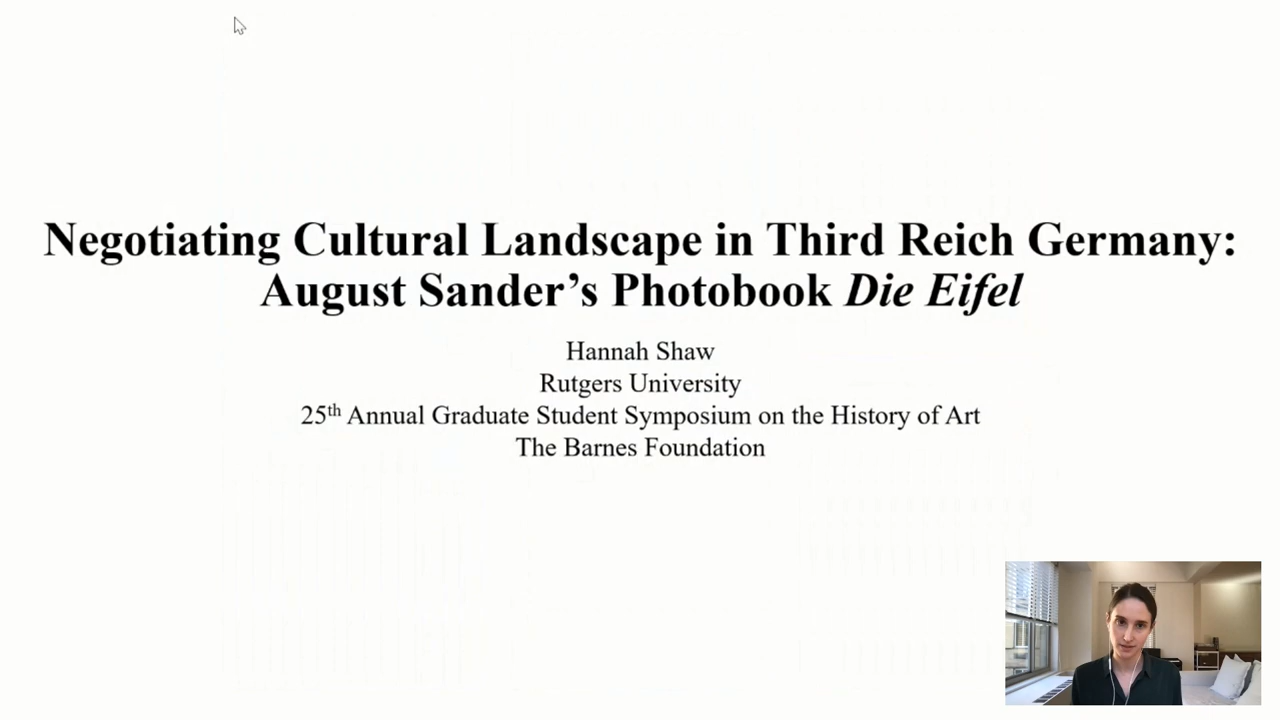 Negotiating Cultural Landscape in Third Reich Germany:
August Sander’s Photobook Die Eifel
Hannah Shaw
Rutgers University
25th Annual Graduate Student Symposium on the History of Art
The Barnes Foundation